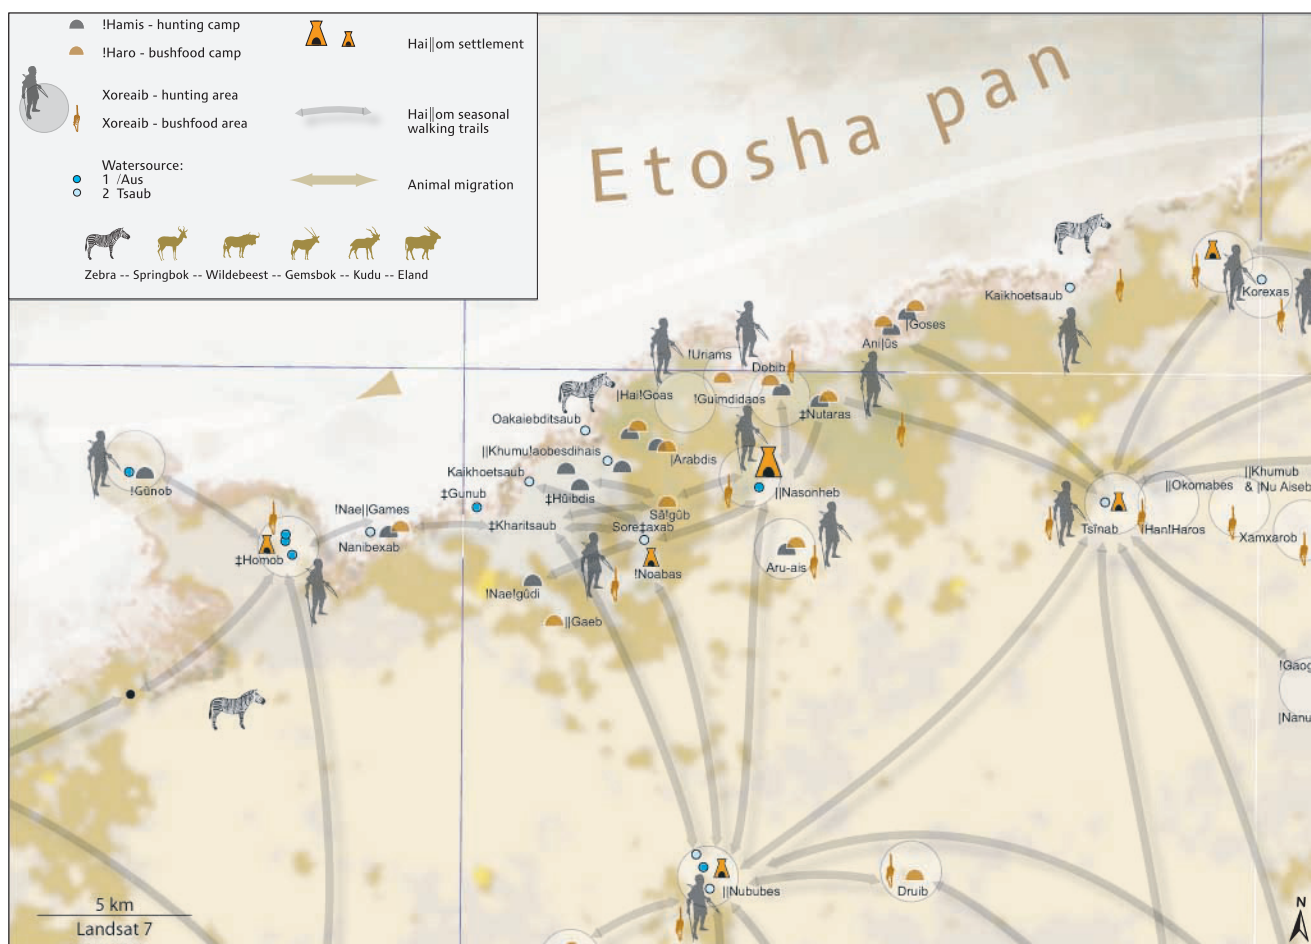 !Hamis - hunting camp
!Haro - bushfood camp
Xoreaib - hunting area
Xoreaib - bushfood area
Watersource:
1 /Aus
2 Tsaub
Hai||om settlement
Hai||om seasonal
walking trails
Animal migration
Zebra -- Springbok -- Wildebeest -- Gemsbok -- Kudu -- Eland
Etosha pan
Kaikhoetsaub
Korexas
|Goses
Ani|ûs
!Uriams
Dobib
|Hai!Goas
!Guimdidaos
‡Nutaras
Oakaiebditsaub
||Khumu!aobesdihais
|Arabdis
Kaikhoetsaub
‡Hûibdis
‡Gunub
||Nasonheb
!Gûnob
!Nae||Games
Nanibexab
‡Kharitsaub
Sâ!gûb
Sore‡axab
‡Homob
!Noabas
Aru-ais
!Nae!gûdi
||Gaeb
||Khumub
& |Nu Aiseb
||Okomabes
Tsînab
!Han!Haros
Xamxarob
!Gaog
|Nanu
||Nububes
Druib
5 km
Landsat 7
N